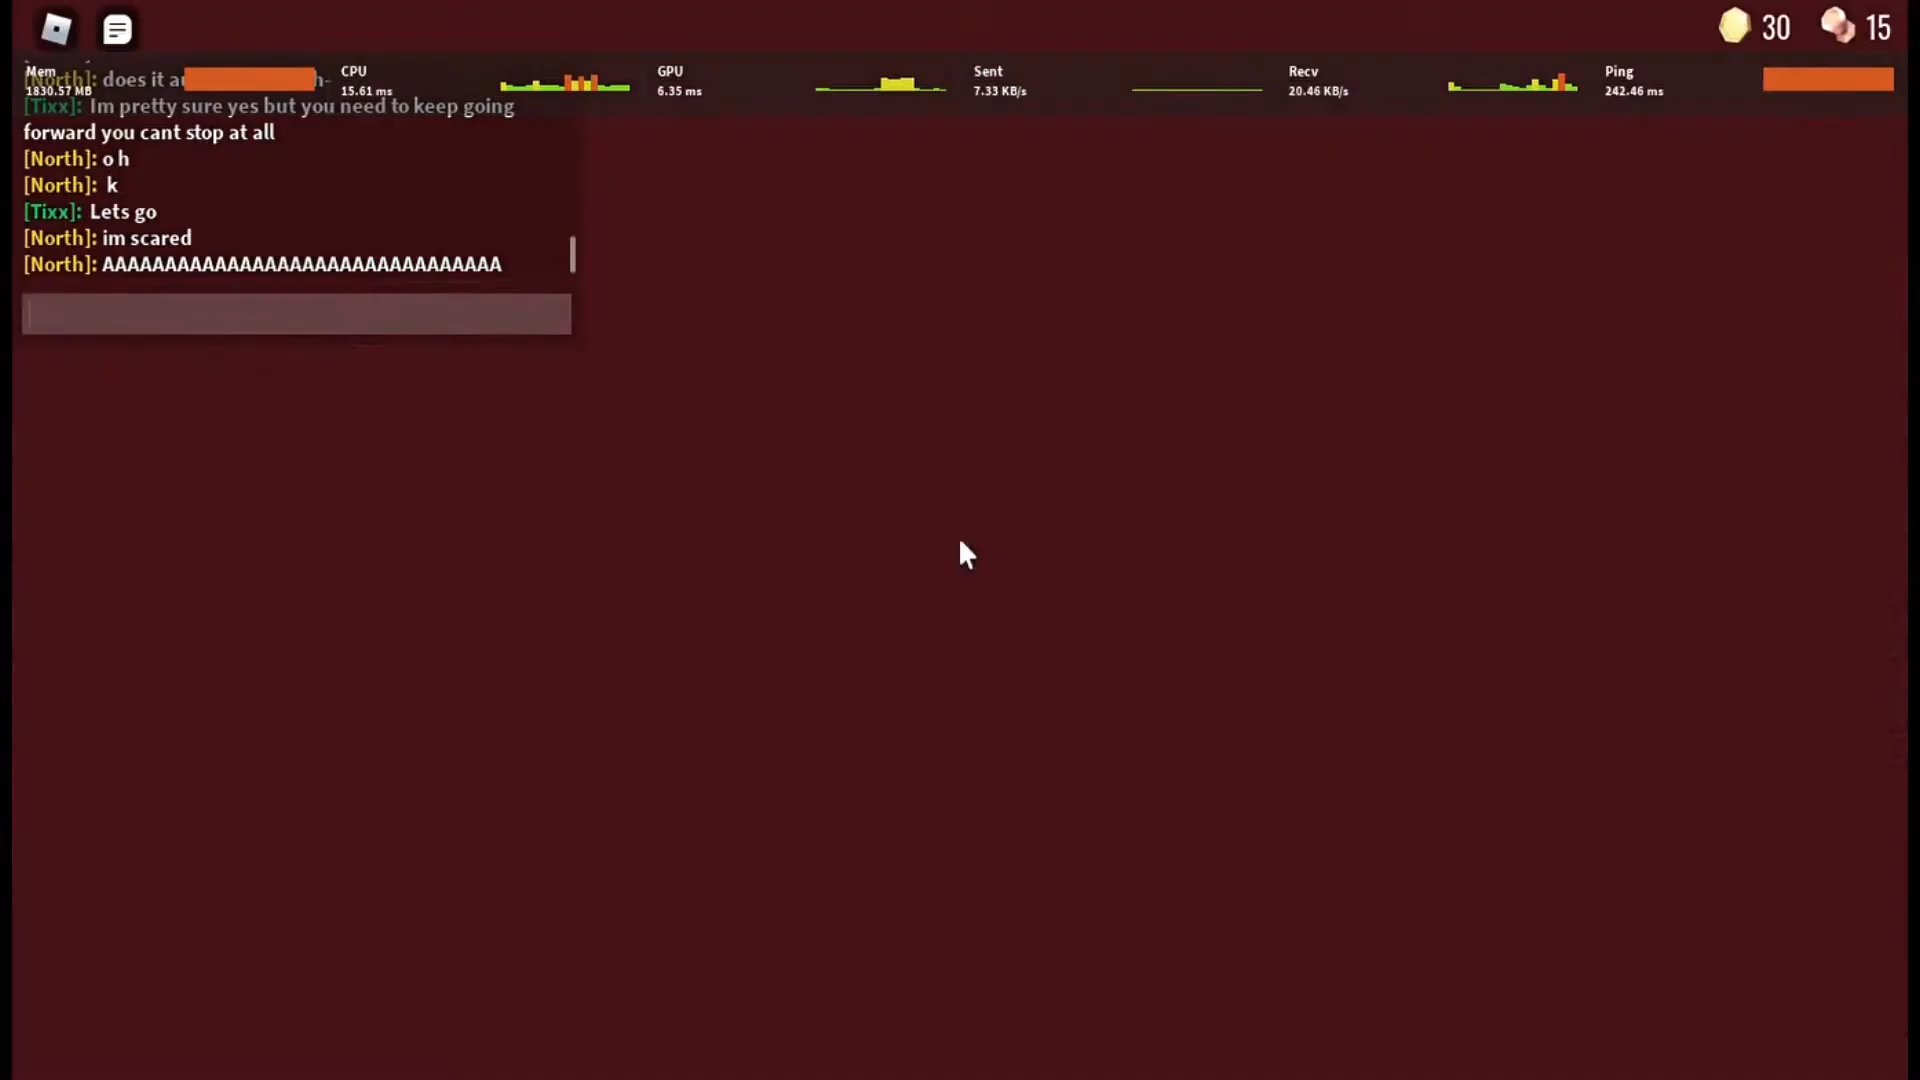 30 15
Mem CPU GPU Sent Recv Ping
1830.57 MB 15.61 ms 6.35 ms 7.33 KB/s 20.46 KB/s 242.46 ms
[North]: does it
[Tixx]: Im pretty sure yes but you need to keep going
forward you cant stop at all
[North]: o h
[North]: k
[Tixx]: Lets go
[North]: im scared
[North]: AAAAAAAAAAAAAAAAAAAAAAAAAAAAAAAA